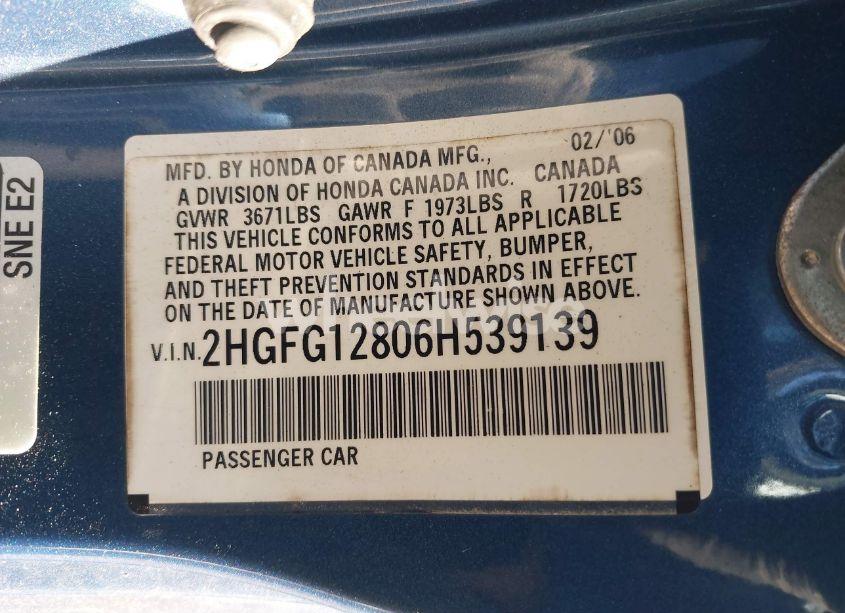 SNE E2
02/'06
MFD. BY HONDA OF CANADA MFG.,
A DIVISION OF HONDA CANADA INC. CANADA
GVWR 3671LBS GAWR F 1973LBS R 1720LBS
THIS VEHICLE CONFORMS TO ALL APPLICABLE
FEDERAL MOTOR VEHICLE SAFETY, BUMPER,
AND THEFT PREVENTION STANDARDS IN EFFECT
ON THE DATE OF MANUFACTURE SHOWN ABOVE.
V.I.N. 2HGFG12806H539139
PASSENGER CAR